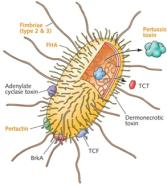 Fimbriae
(type 2 & 3)
FHA
Pertussis
toxin
Adenylate
cyclase toxin
TCT
Dermonecrotic
toxin
Pertactin
TCF
BrkA